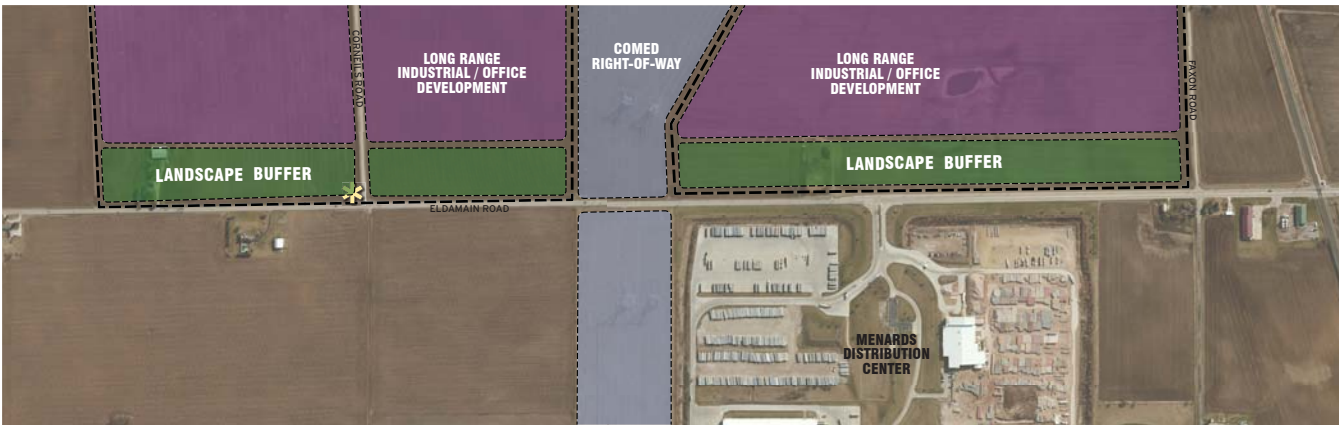 CORNEILS ROAD
LONG RANGE
INDUSTRIAL / OFFICE
DEVELOPMENT
COMED
RIGHT-OF-WAY
LONG RANGE
INDUSTRIAL / OFFICE
DEVELOPMENT
FAXON ROAD
LANDSCAPE BUFFER
LANDSCAPE BUFFER
ELDAMAIN ROAD
MENARDS
DISTRIBUTION
CENTER